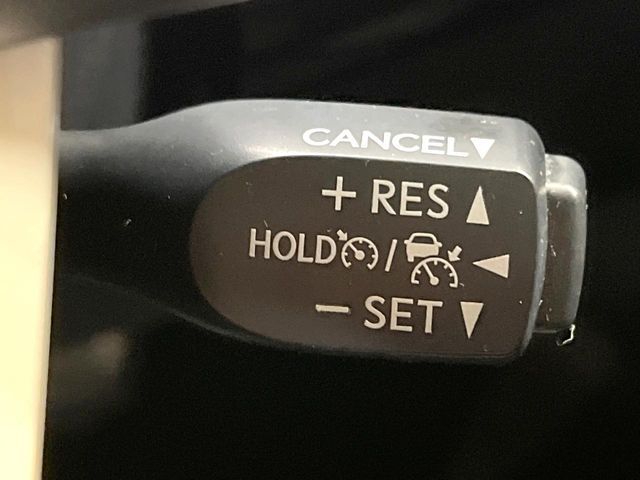 CANCEL▼
+ RES ▲
HOLD / ◀
− SET ▼